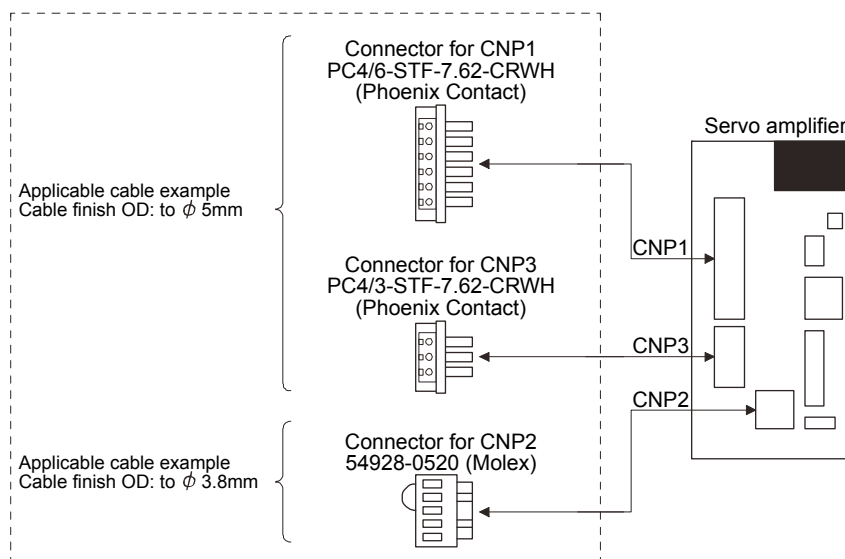 Connector for CNP1
PC4/6-STF-7.62-CRWH
(Phoenix Contact)
Servo amplifier
Applicable cable example
Cable finish OD: to ϕ 5mm
CNP1
Connector for CNP3
PC4/3-STF-7.62-CRWH
(Phoenix Contact)
CNP3
CNP2
Connector for CNP2
54928-0520 (Molex)
Applicable cable example
Cable finish OD: to ϕ 3.8mm